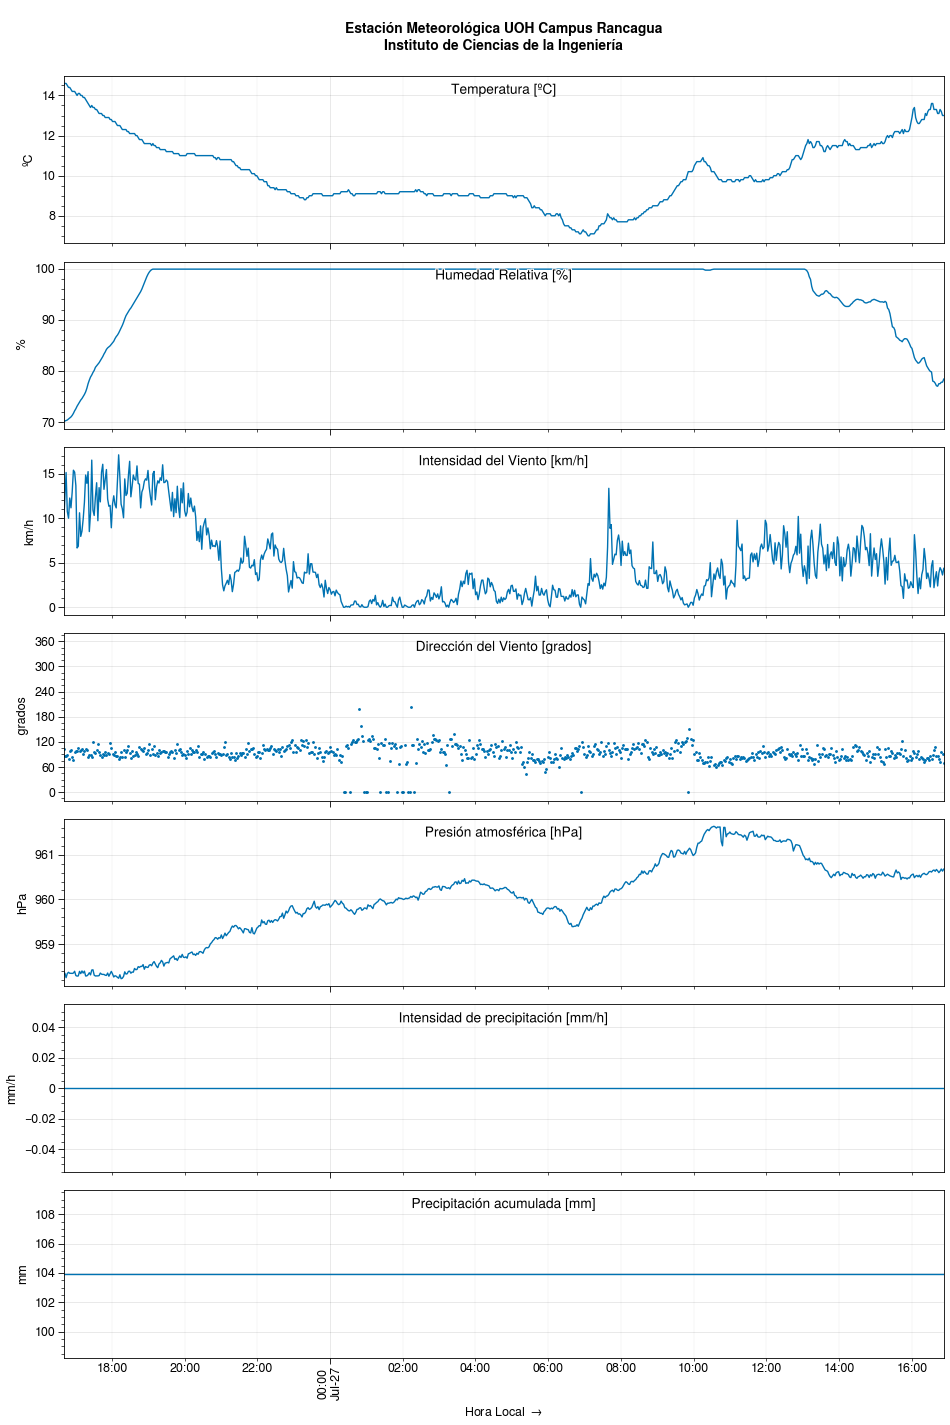 Estación Meteorológica UOH Campus Rancagua
Instituto de Ciencias de la Ingeniería
Temperatura [ºC]
14
12
10
8
ºC
Humedad Relativa [%]
100
90
80
70
%
Intensidad del Viento [km/h]
15
10
5
0
km/h
Dirección del Viento [grados]
360
300
240
180
120
60
0
grados
Presión atmosférica [hPa]
961
960
959
hPa
Intensidad de precipitación [mm/h]
0.04
0.02
0
−0.02
−0.04
mm/h
Precipitación acumulada [mm]
108
106
104
102
100
mm
18:00 20:00 22:00 00:00 02:00 04:00 06:00 08:00 10:00 12:00 14:00 16:00
Jul-27
Hora Local →